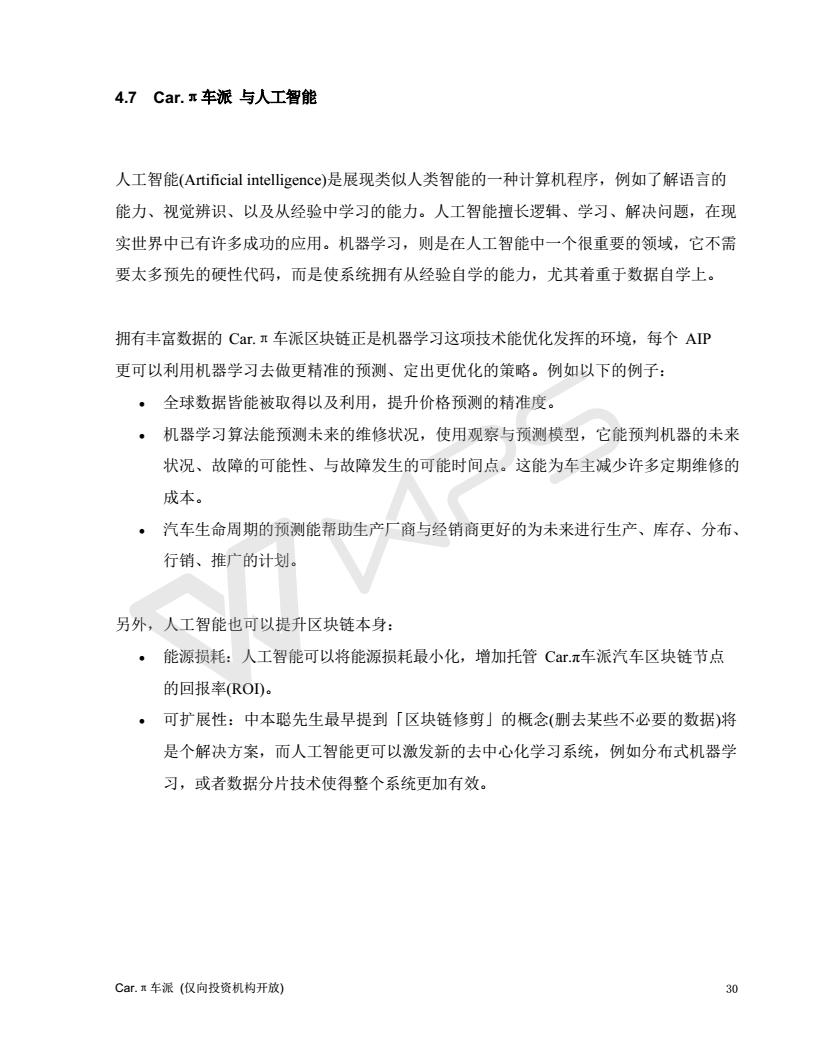 4.7 Car.π车派 与人工智能
人工智能(Artificial intelligence)是展现类似人类智能的一种计算机程序，例如了解语言的
能力、视觉辨识、以及从经验中学习的能力。人工智能擅长逻辑、学习、解决问题，在现
实世界中已有许多成功的应用。机器学习，则是在人工智能中一个很重要的领域，它不需
要太多预先的硬性代码，而是使系统拥有从经验自学的能力，尤其着重于数据自学上。
拥有丰富数据的 Car.π车派区块链正是机器学习这项技术能优化发挥的环境，每个 AIP
更可以利用机器学习去做更精准的预测、定出更优化的策略。例如以下的例子：
• 全球数据皆能被取得以及利用，提升价格预测的精准度。
• 机器学习算法能预测未来的维修状况，使用观察与预测模型，它能预判机器的未来
状况、故障的可能性、与故障发生的可能时间点。这能为车主减少许多定期维修的
成本。
• 汽车生命周期的预测能帮助生产厂商与经销商更好的为未来进行生产、库存、分布、
行销、推广的计划。
另外，人工智能也可以提升区块链本身：
• 能源损耗：人工智能可以将能源损耗最小化，增加托管 Car.π车派汽车区块链节点
的回报率(ROI)。
• 可扩展性：中本聪先生最早提到「区块链修剪」的概念(删去某些不必要的数据)将
是个解决方案，而人工智能更可以激发新的去中心化学习系统，例如分布式机器学
习，或者数据分片技术使得整个系统更加有效。
WPS
Car.π车派 (仅向投资机构开放) 30